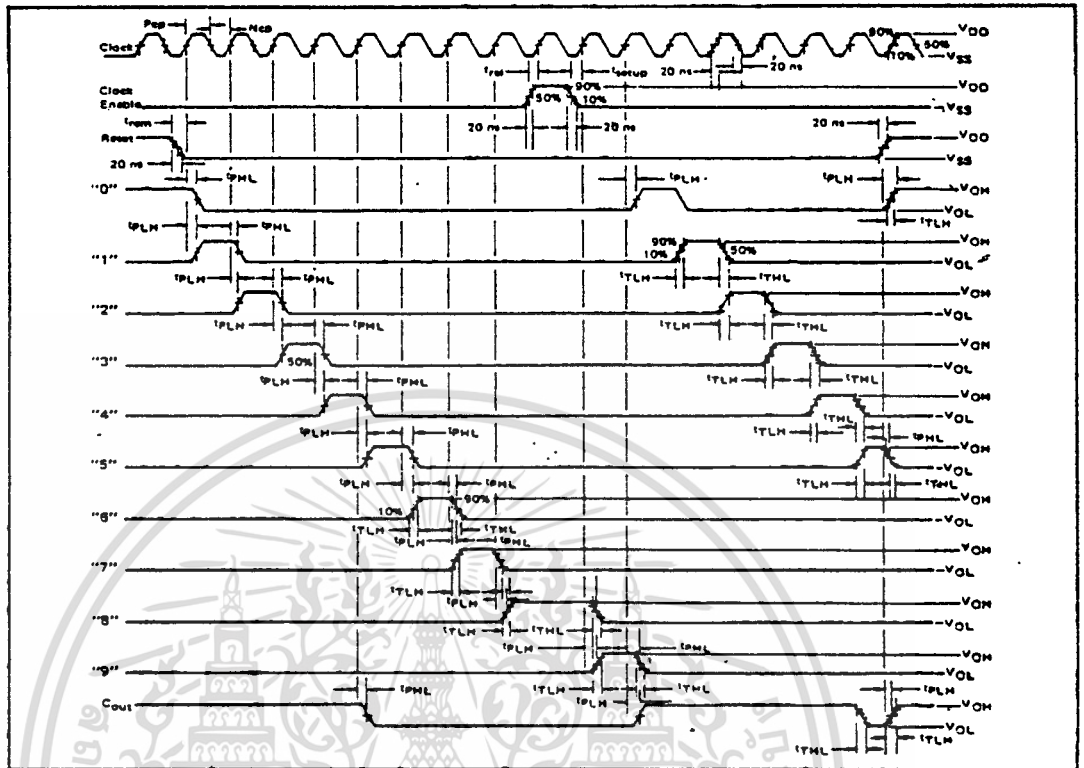 Pcp Ncp
Clock VDD
90% 50%
10%
VSS
trel tsetup 20 ns 20 ns
Clock
Enable 50% 90% 10% VDD
VSS
trem 20 ns 20 ns 20 ns
Reset VDD
20 ns VSS
tPHL tPLH tPLH
"0" VOH
VOL
tTLH
tPLH tPHL 90% VOH
"1" 10% 50% VOL
tPLH tPHL tTLH tTHL
"2" VOH
VOL
tPLH tPHL tTLH tTHL
"3" 50% VOH
VOL
tPLH tPHL tTLH tTHL
"4" VOH
tTHL
VOL
tPLH tPHL tTLH tPHL
"5" VOH
VOL
tPLH tPHL tTLH tTHL
"6" 10% 90% VOH
VOL
tTLH tTHL
tPLH tPHL
"7" VOH
VOL
tTLH tPLH
"8" VOH
VOL
tTLH tTHL
tPLH tPHL
"9" VOH
VOL
tPHL tTLH tTHL tPLH
tPLH
Cout VOH
VOL
tTHL tTLH